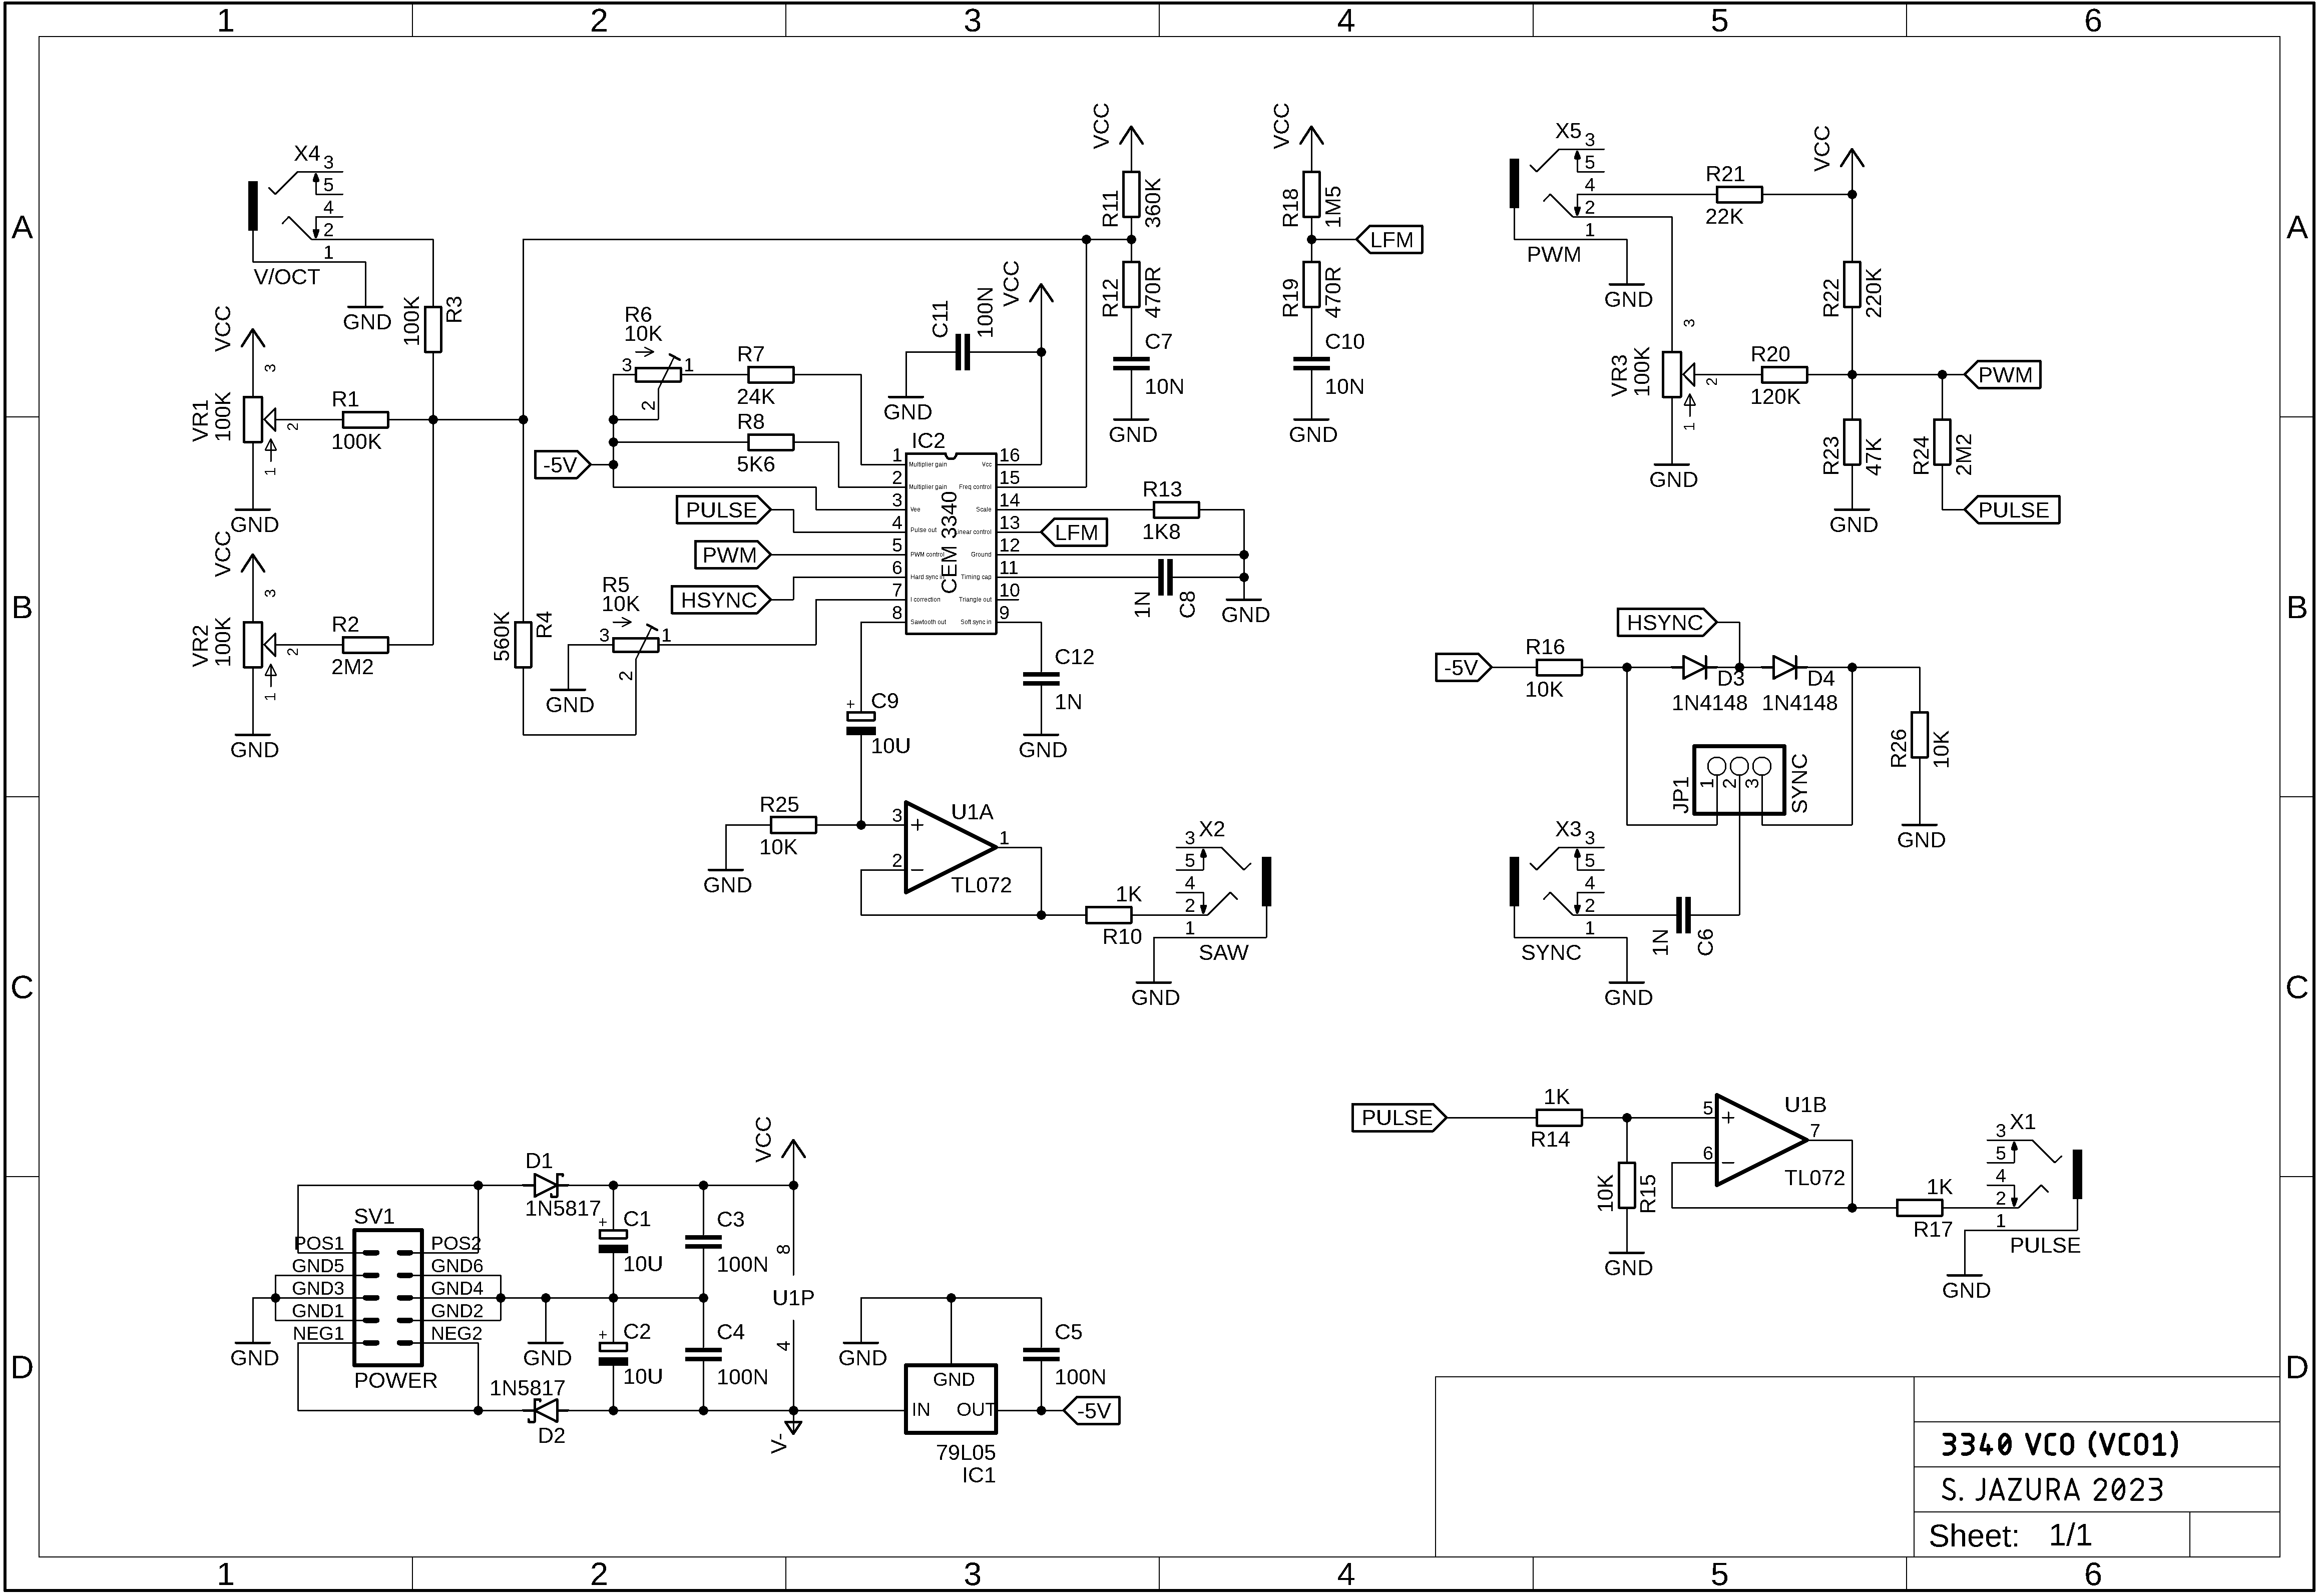 1 2 3 4 5 6
A A
B B
C C
D D
X4
3
5
4
2
1
V/OCT
GND
100K
R3
VCC
3
VR1
100K
2
1
R1
100K
GND
VCC
3
VR2
100K
2
1
R2
2M2
GND
560K
R4
R6
10K
3
1
2
R7
24K
R8
5K6
-5V
PULSE
PWM
HSYNC
R5
10K
3
1
2
GND
C11
100N
VCC
GND
IC2
CEM 3340
1 Multiplier gain
2 Multiplier gain
3 Vee
4 Pulse out
5 PWM control
6 Hard sync in
7 I correction
8 Sawtooth out
16 Vcc
15 Freq control
14 Scale
13 Linear control
12 Ground
11 Timing cap
10 Triangle out
9 Soft sync in
VCC
R11
360K
R12
470R
C7
10N
GND
VCC
R18
1M5
LFM
R19
470R
C10
10N
GND
R13
1K8
LFM
1N
C8
GND
C12
1N
GND
C9
+
10U
R25
10K
GND
3
2
1
+
−
U1A
TL072
1K
R10
X2
3
5
4
2
1
SAW
GND
X5
3
5
4
2
1
PWM
GND
R21
22K
VCC
R22
220K
3
VR3
100K
2
1
GND
R20
120K
PWM
R23
47K
GND
R24
2M2
PULSE
HSYNC
-5V
R16
10K
D3
1N4148
D4
1N4148
R26
10K
GND
JP1
1
2
3
SYNC
X3
3
5
4
2
1
SYNC
GND
1N
C6
PULSE
1K
R14
10K
R15
GND
5
6
7
+
−
U1B
TL072
1K
R17
X1
3
5
4
2
1
PULSE
GND
D1
1N5817
SV1
POS1 POS2
GND5 GND6
GND3 GND4
GND1 GND2
NEG1 NEG2
POWER
GND
GND
1N5817
D2
+
C1
10U
C3
100N
+
C2
10U
C4
100N
VCC
8
U1P
4
V-
GND
GND
IN OUT
79L05
IC1
C5
100N
-5V
3340 VCO (VCO1)
S. JAZURA 2023
Sheet: 1/1
1 2 3 4 5 6